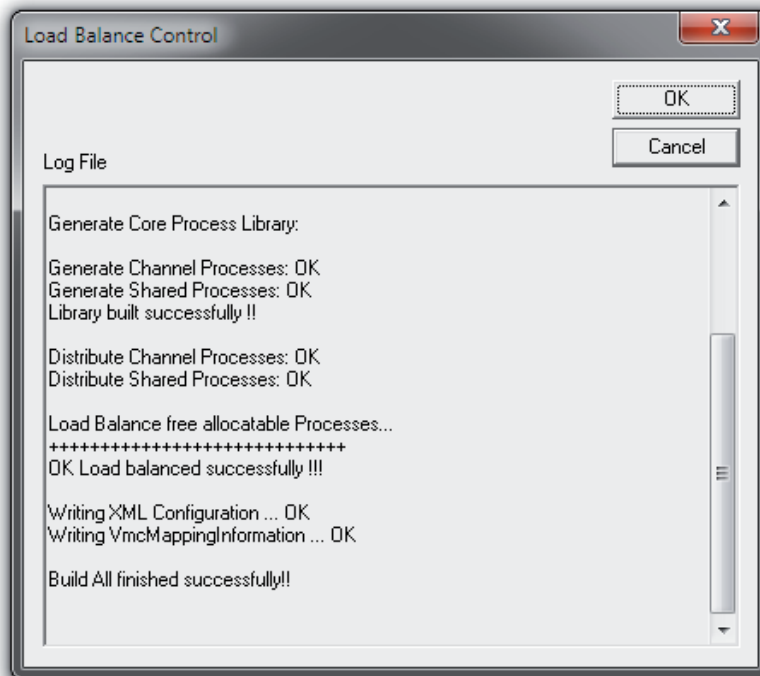 Load Balance Control
OK
Cancel
Log File
Generate Core Process Library:
Generate Channel Processes: OK
Generate Shared Processes: OK
Library built successfully !!
Distribute Channel Processes: OK
Distribute Shared Processes: OK
Load Balance free allocatable Processes...
+++++++++++++++++++++++++++++
OK Load balanced successfully !!!
Writing XML Configuration ... OK
Writing VmcMappingInformation ... OK
Build All finished successfully!!